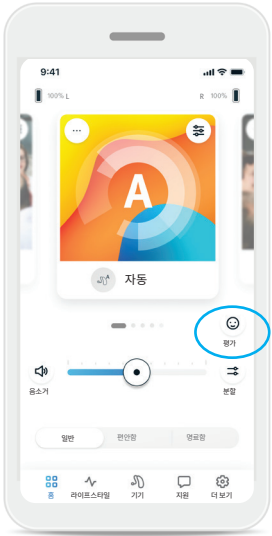 9:41
100% L
R 100%
...
A
A
자동
평가
음소거
분할
일반 편안함 명료함
홈 라이프스타일 기기 지원 더 보기